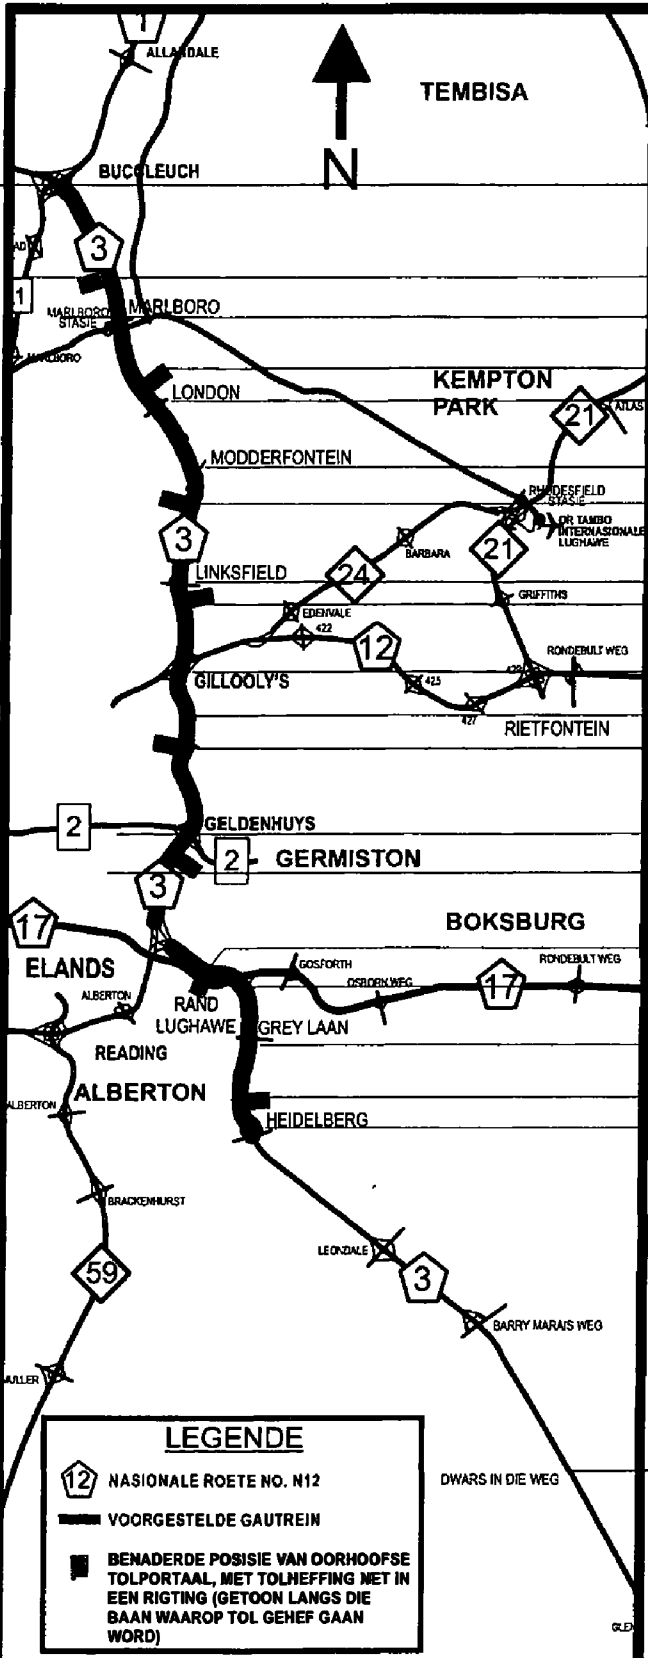 1
ALLANDALE
TEMBISA
N
BUCCLEUCH
3
1
MARLBORO
STASIE
MARLBORO
MARLBORO
KEMPTON
PARK
21
ATLAS
LONDON
MODDERFONTEIN
RHODESFIELD
STASIE
OR TAMBO
INTERNASIONALE
LUGHAWE
3
21
BARBARA
LINKSFIELD
24
GRIFFITHS
EDENVALE
422
12
RONDEBULT WEG
GILLOOLY'S
425
427
RIETFONTEIN
GELDENHUYS
2
2
GERMISTON
3
17
BOKSBURG
ELANDS
GOSFORTH
RONDEBULT WEG
OSBORN WEG
17
ALBERTON
RAND
LUGHAWE
GREY LAAN
READING
ALBERTON
ALBERTON
HEIDELBERG
BRACKENHURST
LEONDALE
59
3
BARRY MARAIS WEG
DWARS IN DIE WEG
LEGENDE
12 NASIONALE ROETE NO. N12
VOORGESTELDE GAUTREIN
BENADERDE POSISIE VAN OORHOOFSE
TOLPORTAAL, MET TOLHEFFING NET IN
EEN RIGTING (GETOON LANGS DIE
BAAN WAAROP TOL GEHEF GAAN
WORD)